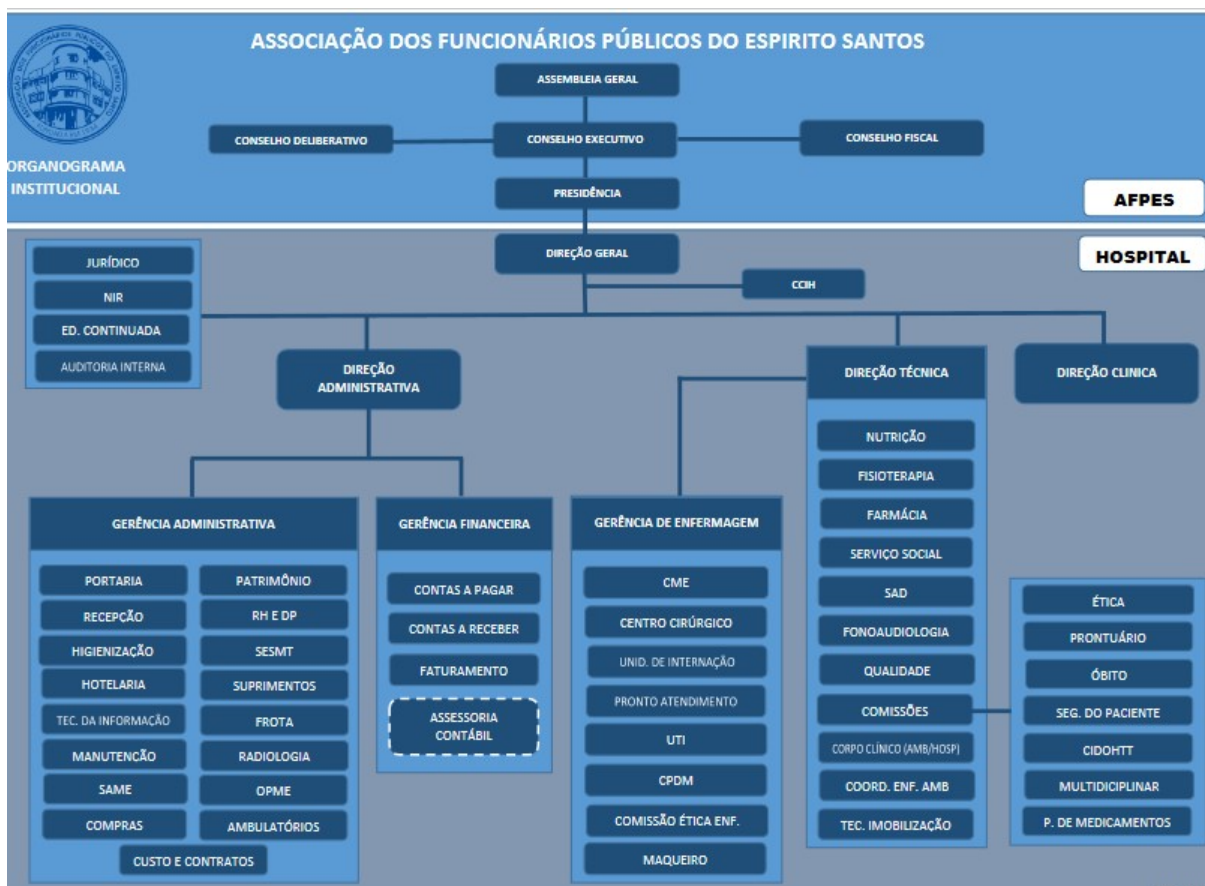 ASSOCIAÇÃO DOS FUNCIONÁRIOS PÚBLICOS DO ESPIRITO SANTOS
ORGANOGRAMA
INSTITUCIONAL
ASSEMBLEIA GERAL
CONSELHO DELIBERATIVO
CONSELHO EXECUTIVO
CONSELHO FISCAL
PRESIDÊNCIA
AFPES
DIREÇÃO GERAL
HOSPITAL
CCIH
JURÍDICO
NIR
ED. CONTINUADA
AUDITORIA INTERNA
DIREÇÃO
ADMINISTRATIVA
DIREÇÃO TÉCNICA
DIREÇÃO CLINICA
GERÊNCIA ADMINISTRATIVA
PORTARIA
RECEPÇÃO
HIGIENIZAÇÃO
HOTELARIA
TEC. DA INFORMAÇÃO
MANUTENCÃO
SAME
COMPRAS
PATRIMÔNIO
RH E DP
SESMT
SUPRIMENTOS
FROTA
RADIOLOGIA
OPME
AMBULATÓRIOS
CUSTO E CONTRATOS
GERÊNCIA FINANCEIRA
CONTAS A PAGAR
CONTAS A RECEBER
FATURAMENTO
ASSESSORIA
CONTÁBIL
GERÊNCIA DE ENFERMAGEM
CME
CENTRO CIRÚRGICO
UNID. DE INTERNAÇÃO
PRONTO ATENDIMENTO
UTI
CPDM
COMISSÃO ÉTICA ENF.
MAQUEIRO
NUTRIÇÃO
FISIOTERAPIA
FARMÁCIA
SERVIÇO SOCIAL
SAD
FONOAUDIOLOGIA
QUALIDADE
COMISSÕES
CORPO CLÍNICO (AMB/HOSP)
COORD. ENF. AMB
TEC. IMOBILIZAÇÃO
ÉTICA
PRONTUÁRIO
ÓBITO
SEG. DO PACIENTE
CIDOHTT
MULTIDICIPLINAR
P. DE MEDICAMENTOS